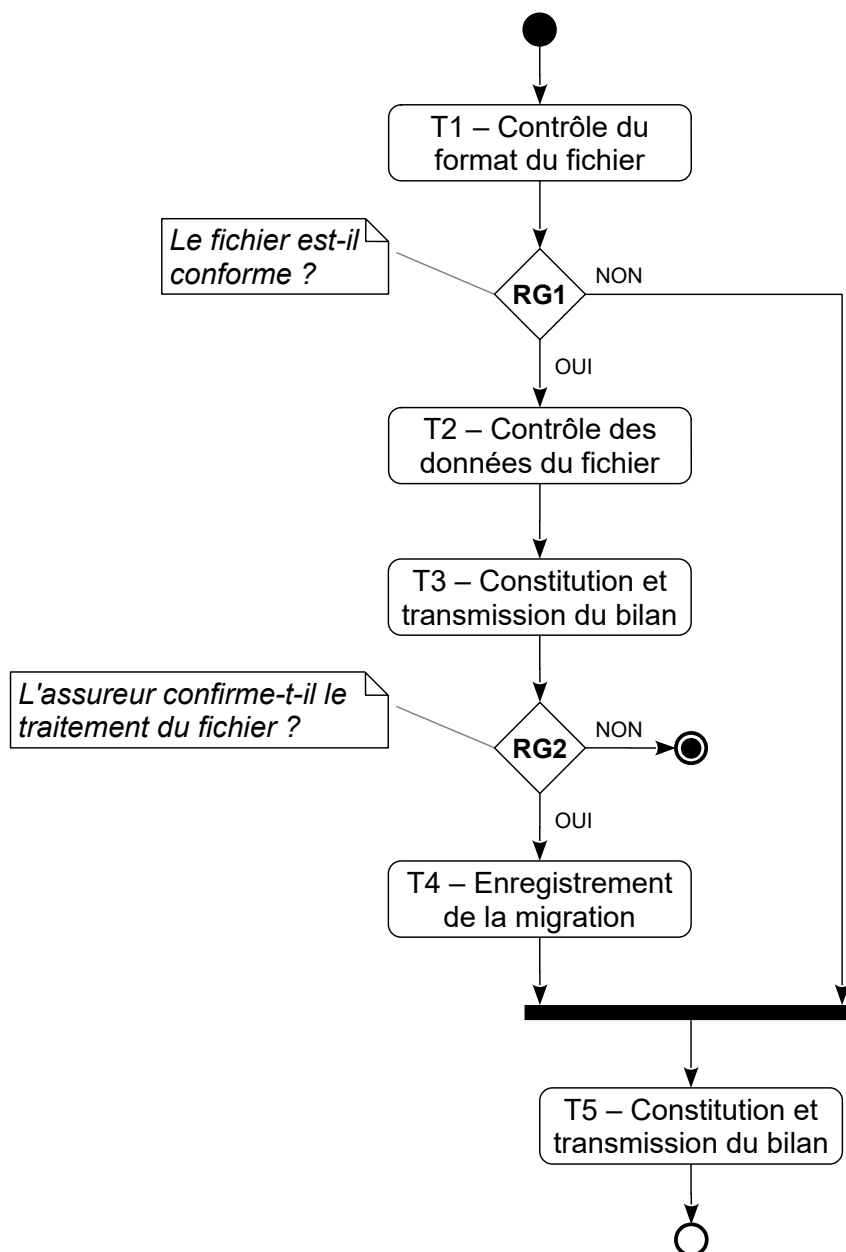 T1 – Contrôle du
format du fichier
Le fichier est-il
conforme ?
RG1
NON
OUI
T2 – Contrôle des
données du fichier
T3 – Constitution et
transmission du bilan
L'assureur confirme-t-il le
traitement du fichier ?
RG2
NON
OUI
T4 – Enregistrement
de la migration
T5 – Constitution et
transmission du bilan